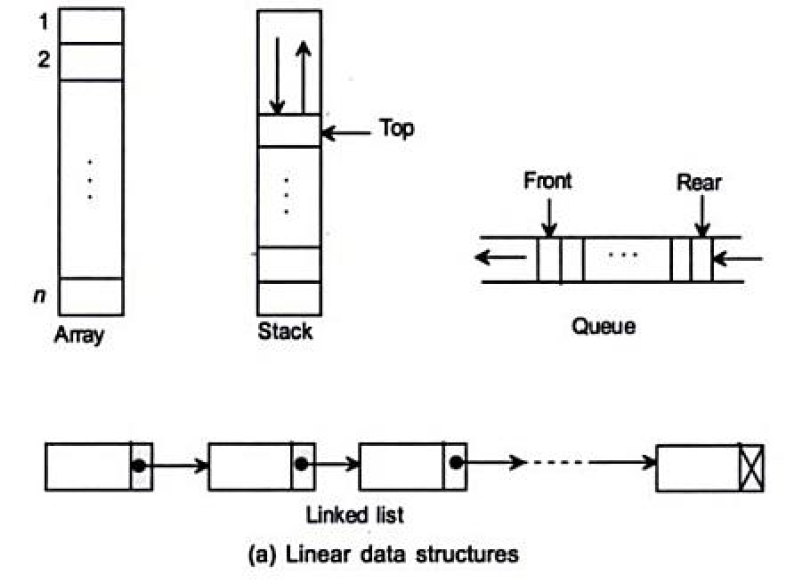 1
2
n
Array
Top
Stack
Front
Rear
Queue
Linked list
(a) Linear data structures